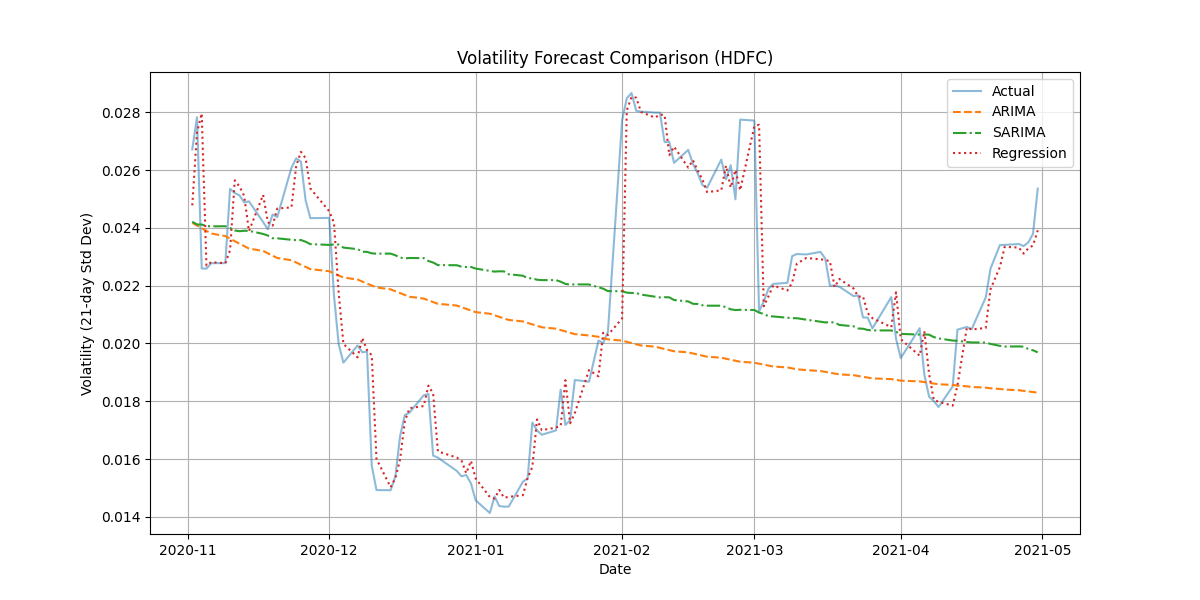 Volatility Forecast Comparison (HDFC)
Actual
ARIMA
SARIMA
Regression
Volatility (21-day Std Dev)
0.028
0.026
0.024
0.022
0.020
0.018
0.016
0.014
2020-11 2020-12 2021-01 2021-02 2021-03 2021-04 2021-05
Date